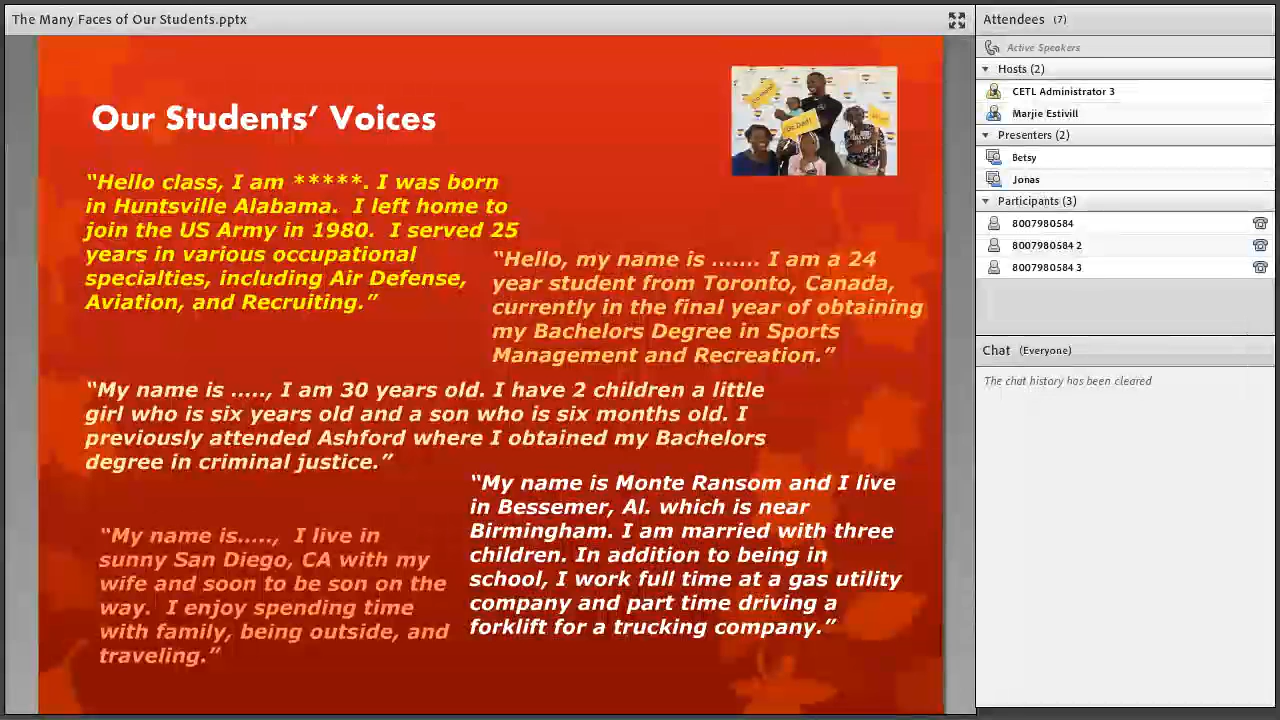 The Many Faces of Our Students.pptx
Our Students’ Voices
“Hello class, I am *****. I was born
in Huntsville Alabama. I left home to
join the US Army in 1980. I served 25
years in various occupational
specialties, including Air Defense,
Aviation, and Recruiting.”
“Hello, my name is ……. I am a 24
year student from Toronto, Canada,
currently in the final year of obtaining
my Bachelors Degree in Sports
Management and Recreation.”
“My name is ….., I am 30 years old. I have 2 children a little
girl who is six years old and a son who is six months old. I
previously attended Ashford where I obtained my Bachelors
degree in criminal justice.”
“My name is Monte Ransom and I live
in Bessemer, Al. which is near
Birmingham. I am married with three
children. In addition to being in
school, I work full time at a gas utility
company and part time driving a
forklift for a trucking company.”
“My name is….., I live in
sunny San Diego, CA with my
wife and soon to be son on the
way. I enjoy spending time
with family, being outside, and
traveling.”
Attendees (7)
Active Speakers
Hosts (2)
CETL Administrator 3
Marjie Estivill
Presenters (2)
Betsy
Jonas
Participants (3)
8007980584
8007980584 2
8007980584 3
Chat (Everyone)
The chat history has been cleared